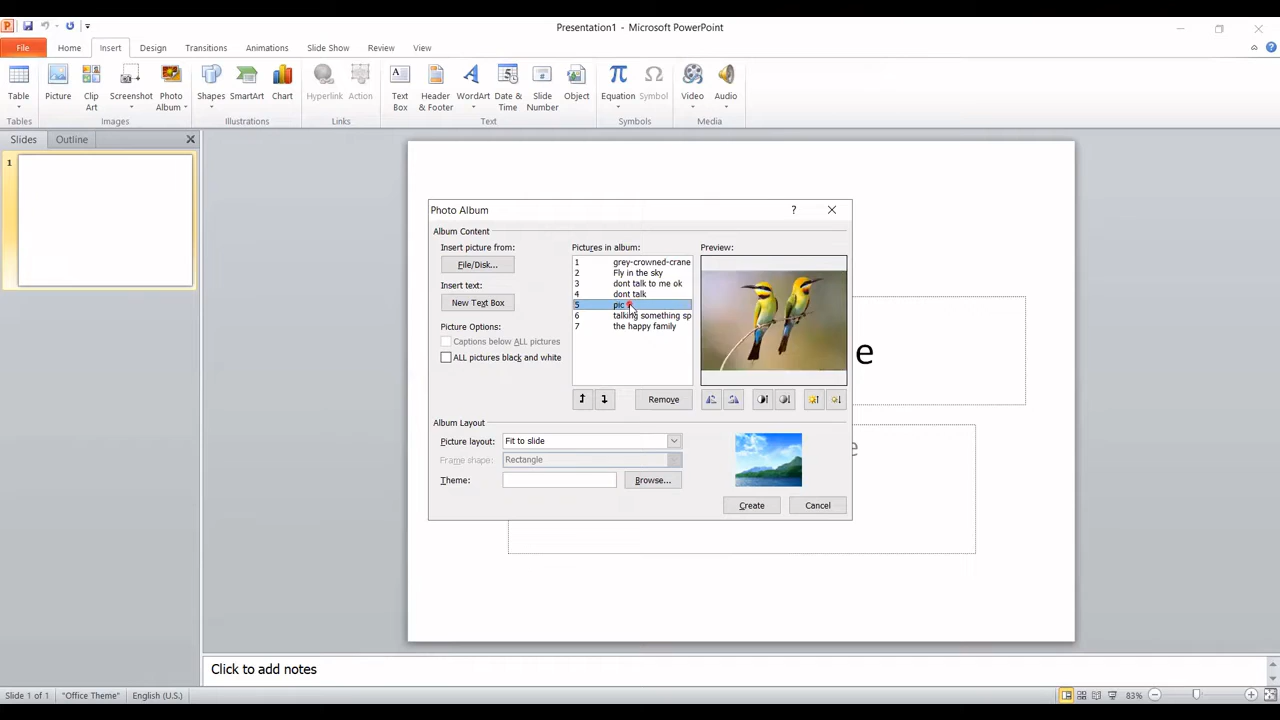 Presentation1 - Microsoft PowerPoint
File Home Insert Design Transitions Animations Slide Show Review View
Table Picture Clip Art Screenshot Photo Album Shapes SmartArt Chart Hyperlink Action Text Box Header & Footer WordArt Date & Time Slide Number Object Equation Symbol Video Audio
Tables Images Illustrations Links Text Symbols Media
Slides Outline
1
Photo Album
?
Album Content
Insert picture from: Pictures in album: Preview:
File/Disk...
1 grey-crowned-crane
2 Fly in the sky
3 dont talk to me ok
4 dont talk
5 pic
6 talking something sp
7 the happy family
Insert text:
New Text Box
Picture Options:
Captions below ALL pictures
ALL pictures black and white
Remove
Album Layout
Picture layout: Fit to slide
Frame shape: Rectangle
Theme: Browse...
Create Cancel
e
e
Click to add notes
Slide 1 of 1 "Office Theme" English (U.S.) 83%